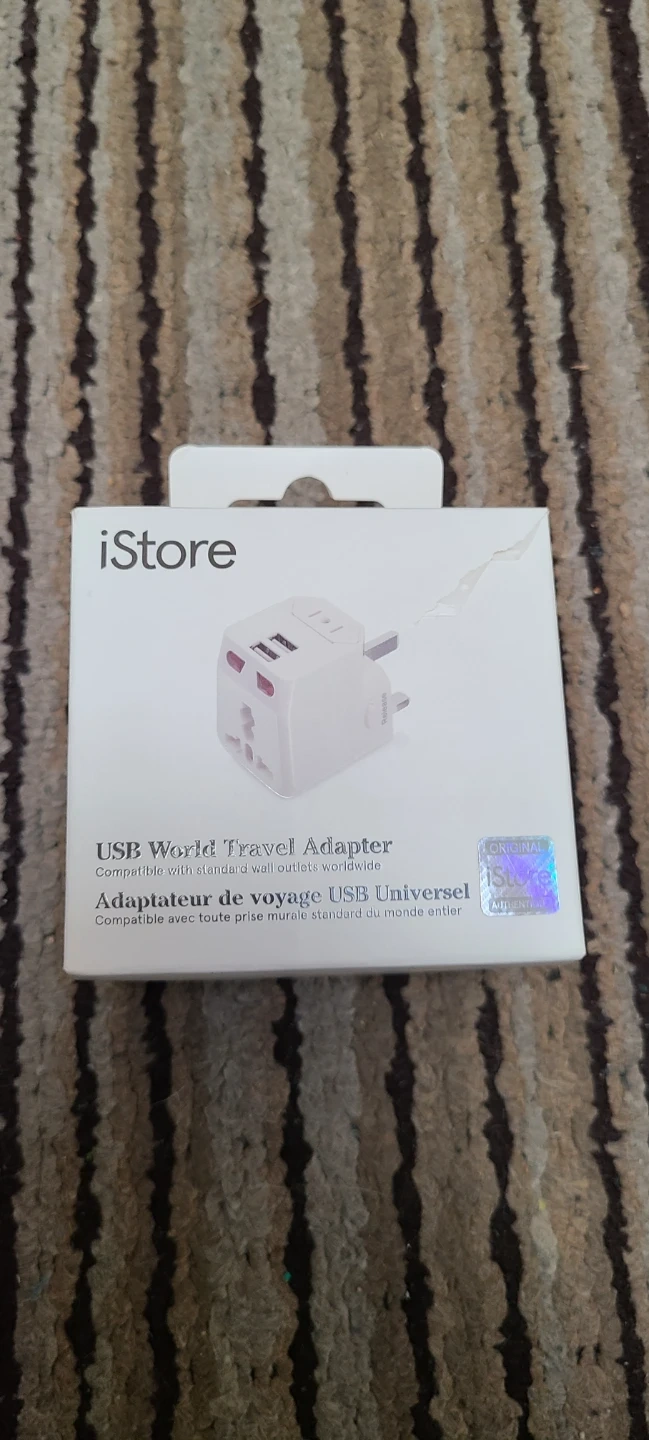 iStore
USB World Travel Adapter
Compatible with standard wall outlets worldwide
Adaptateur de voyage USB Universel
Compatible avec toute prise murale standard du monde entier
ORIGINAL
iStore
AUTHENTIC